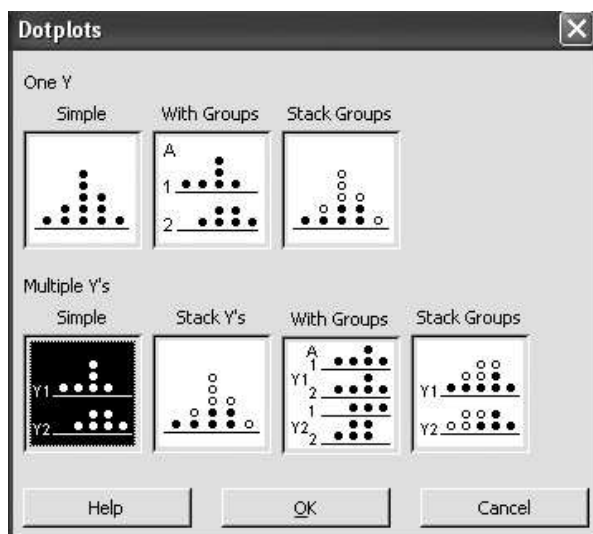 Dotplots
One Y
Simple With Groups Stack Groups
A
1
2
Multiple Y's
Simple Stack Y's With Groups Stack Groups
Y1
Y2
A
1
Y1
2
1
Y2
2
Y1
Y2
Help OK Cancel